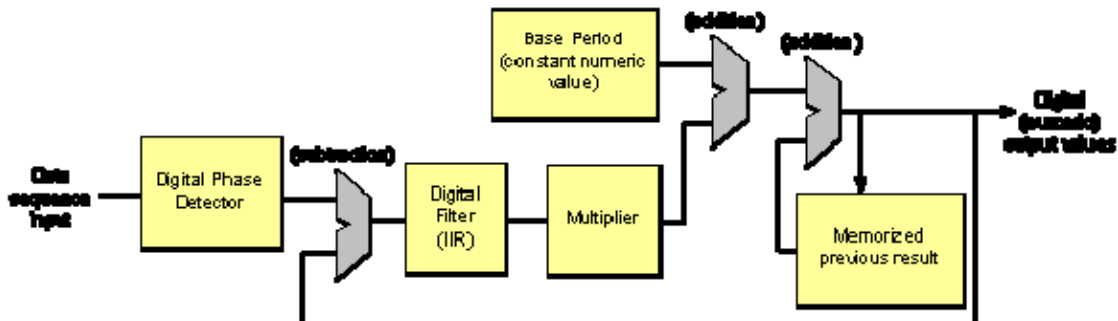 (addition)
(addition)
Base Period
(constant numeric
value)
Digital
(numeric)
output values
(subtraction)
Data
sequence
input
Digital Phase
Detector
Digital
Filter
(IIR)
Multiplier
Memorized
previous result